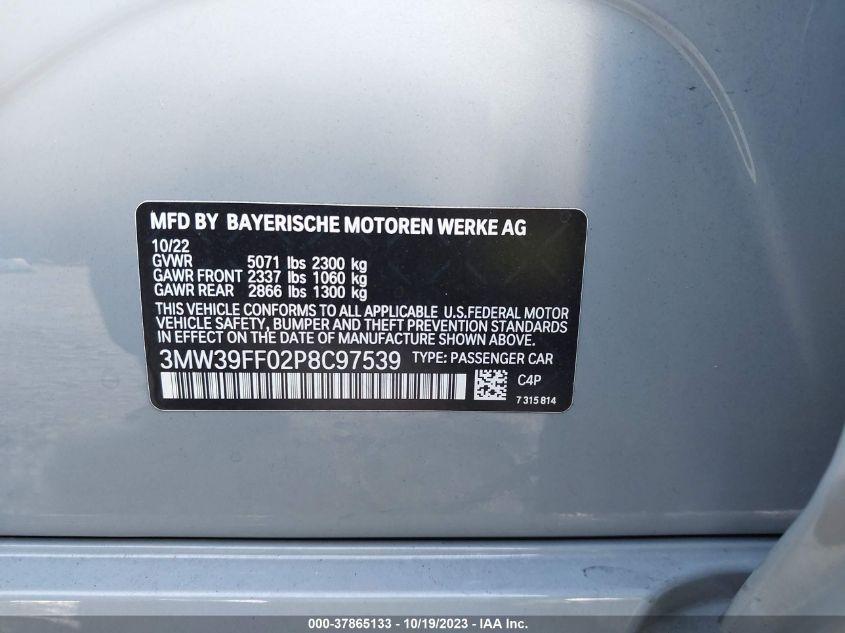 MFD BY BAYERISCHE MOTOREN WERKE AG
10/22
GVWR 5071 lbs 2300 kg
GAWR FRONT 2337 lbs 1060 kg
GAWR REAR 2866 lbs 1300 kg
THIS VEHICLE CONFORMS TO ALL APPLICABLE U.S.FEDERAL MOTOR
VEHICLE SAFETY, BUMPER AND THEFT PREVENTION STANDARDS
IN EFFECT ON THE DATE OF MANUFACTURE SHOWN ABOVE.
3MW39FF02P8C97539 TYPE: PASSENGER CAR
C4P
7 315 814
000-37865133 - 10/19/2023 - IAA Inc.